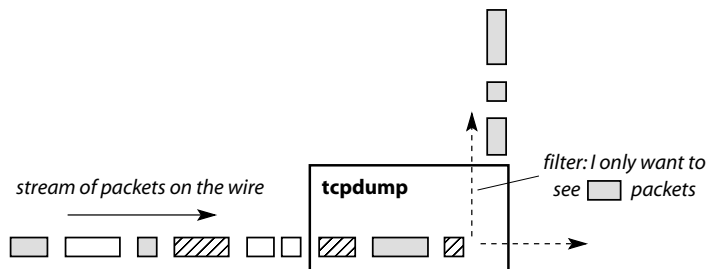 stream of packets on the wire
tcpdump
filter: I only want to
see packets